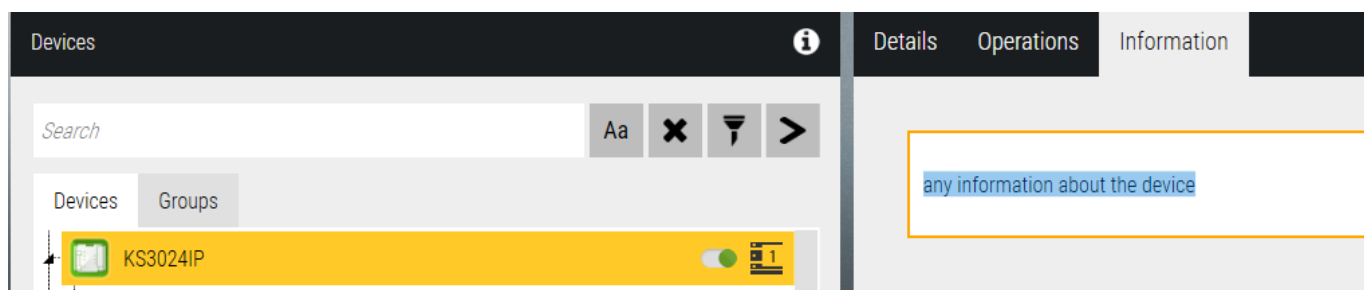 Devices
Details Operations Information
Search
Aa
any information about the device
Devices Groups
KS3024IP
1